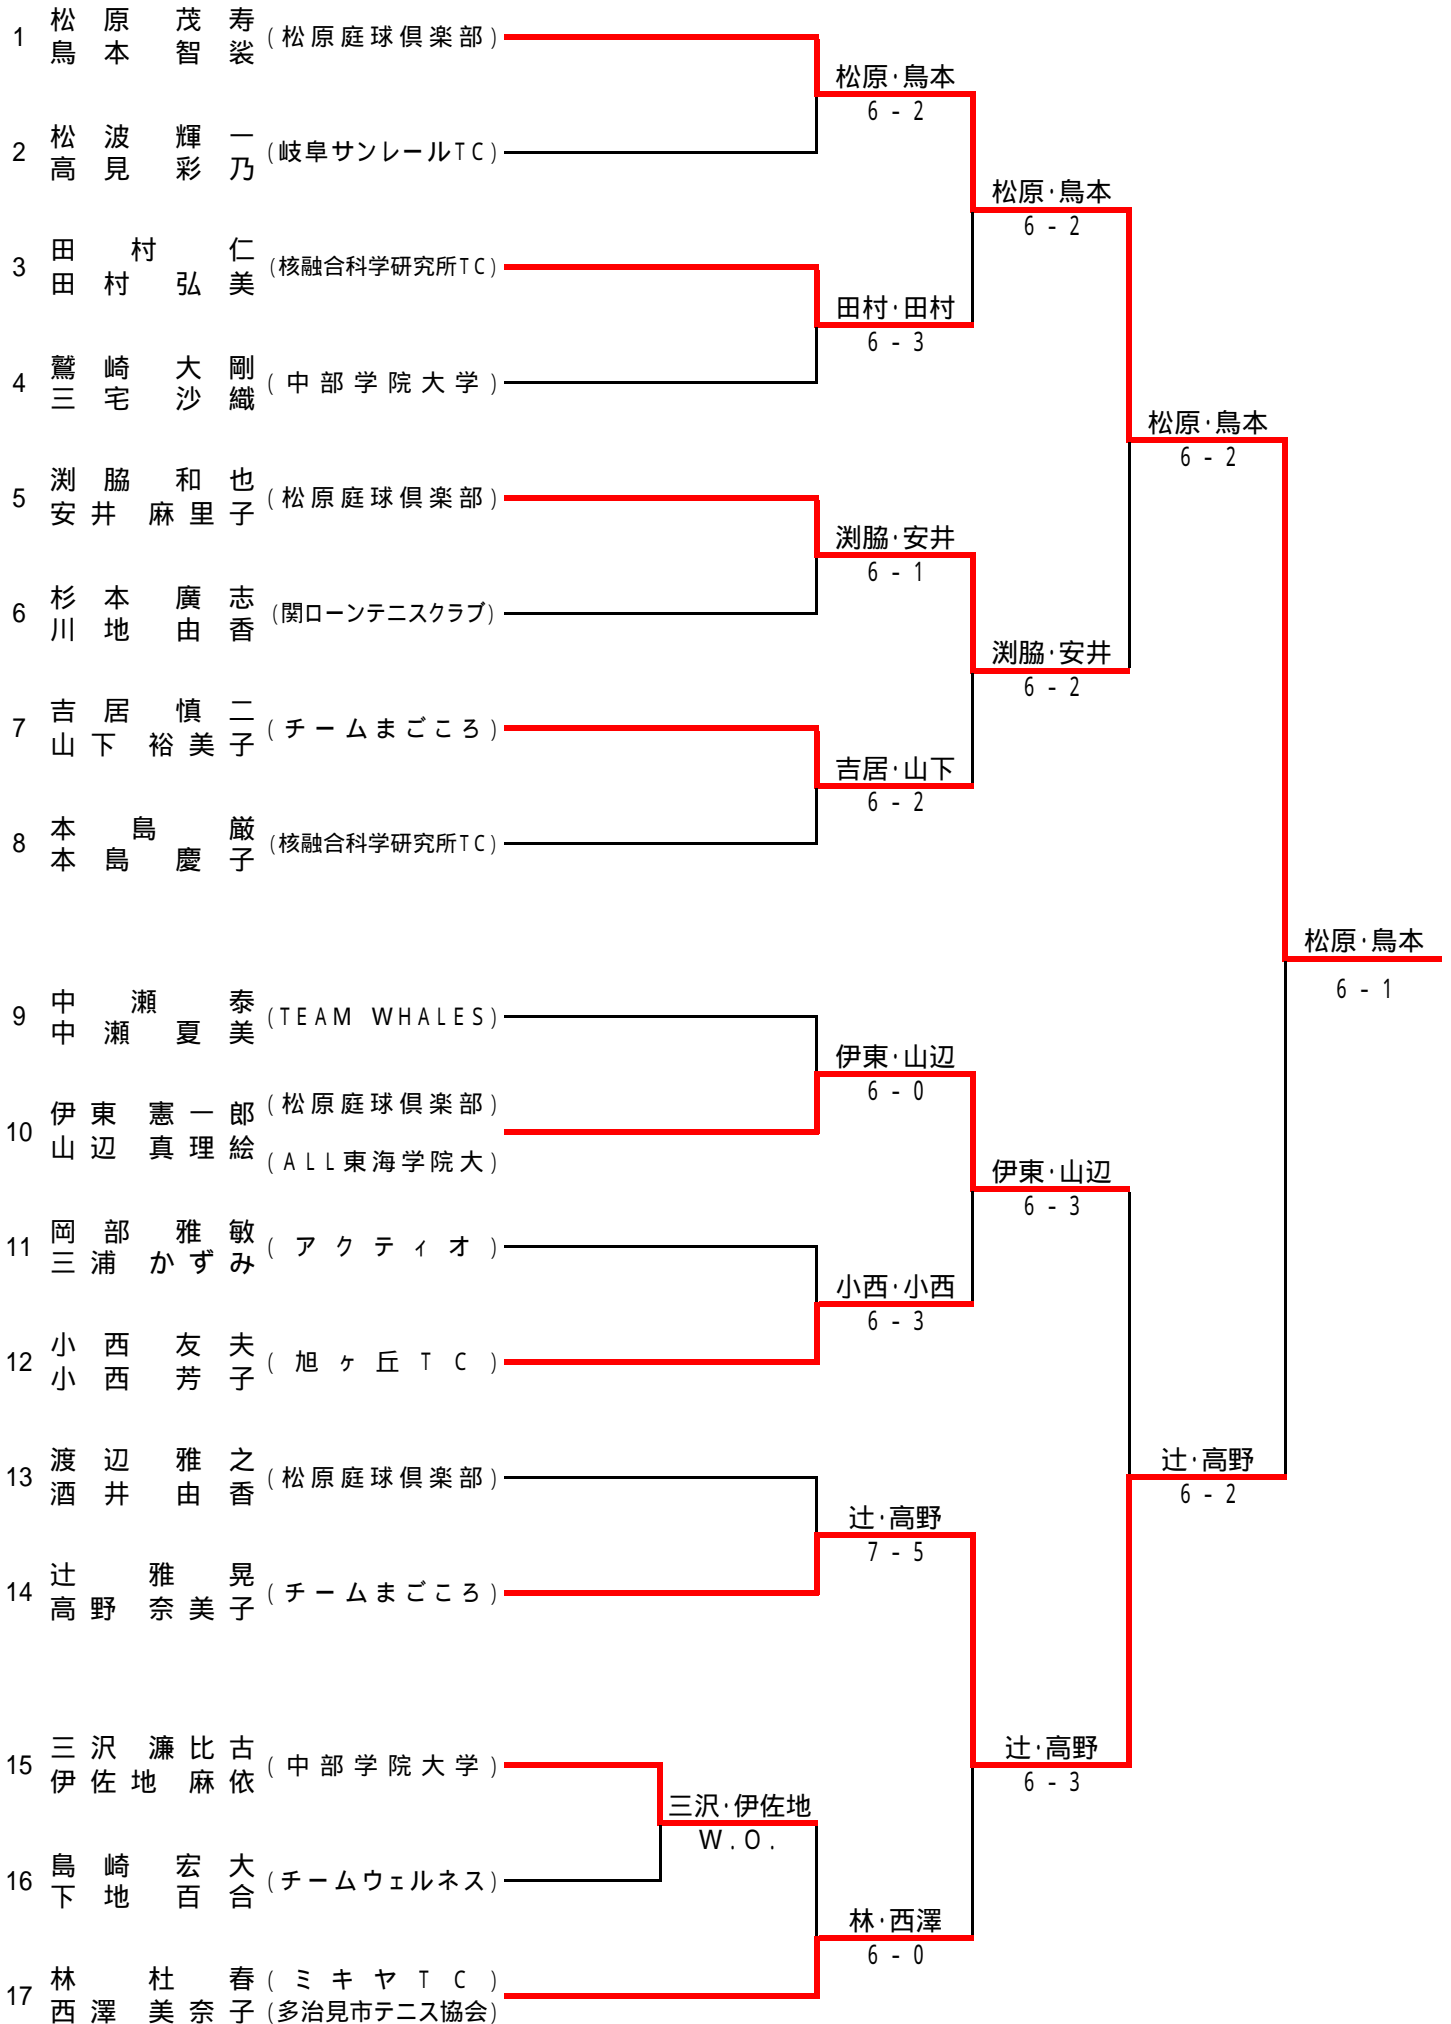 1 松原 茂寿 (松原庭球倶楽部)
鳥本 智裟
松原・鳥本
6 - 2
2 松波 輝一 (岐阜サンレールTC)
高見 彩乃
松原・鳥本
6 - 2
3 田村 仁 (核融合科学研究所TC)
田村 弘美
田村・田村
6 - 3
4 鷲崎 大剛 (中部学院大学)
三宅 沙織
松原・鳥本
6 - 2
5 渕脇 和也 (松原庭球倶楽部)
安井 麻里子
渕脇・安井
6 - 1
6 杉本 廣志 (関ローンテニスクラブ)
川地 由香
渕脇・安井
6 - 2
7 吉居 慎二 (チームまごころ)
山下 裕美子
吉居・山下
6 - 2
8 本島 厳 (核融合科学研究所TC)
本島 慶子
松原・鳥本
6 - 1
9 中瀬 泰 (TEAM WHALES)
中瀬 夏美
伊東・山辺
6 - 0
10 伊東 憲一郎 (松原庭球倶楽部)
山辺 真理絵 (ALL東海学院大)
伊東・山辺
6 - 3
11 岡部 雅敏 (アクティオ)
三浦 かずみ
小西・小西
6 - 3
12 小西 友夫 (旭ヶ丘TC)
小西 芳子
13 渡辺 雅之 (松原庭球倶楽部)
酒井 由香
辻・高野
6 - 2
辻・高野
7 - 5
14 辻 雅晃 (チームまごころ)
高野 奈美子
15 三沢 濂比古 (中部学院大学)
伊佐地 麻依
辻・高野
6 - 3
三沢・伊佐地
W.O.
16 島崎 宏大 (チームウェルネス)
下地 百合
林・西澤
6 - 0
17 林 杜春 (ミキヤTC)
西澤 美奈子 (多治見市テニス協会)